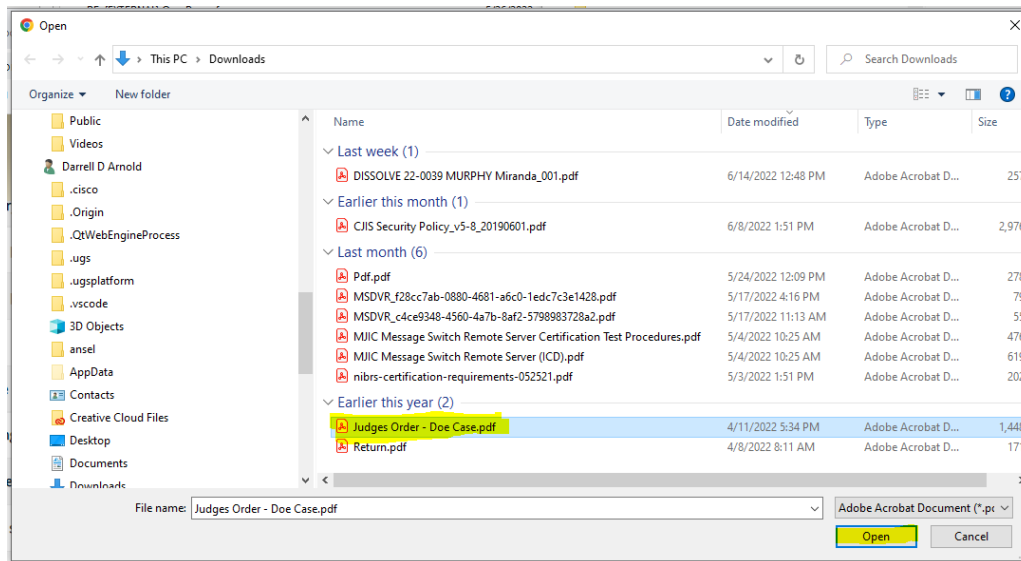 Open
This PC > Downloads
Search Downloads
Organize
New folder
Public
Videos
Darrell D Arnold
.cisco
.Origin
.QtWebEngineProcess
.ugs
.ugsplatform
.vscode
3D Objects
ansel
AppData
Contacts
Creative Cloud Files
Desktop
Documents
Downloads
Name Date modified Type Size
Last week (1)
DISSOLVE 22-0039 MURPHY Miranda_001.pdf 6/14/2022 12:48 PM Adobe Acrobat D...
Earlier this month (1)
CJIS Security Policy_v5-8_20190601.pdf 6/8/2022 1:51 PM Adobe Acrobat D...
Last month (6)
Pdf.pdf 5/24/2022 12:09 PM Adobe Acrobat D...
MSDVR_f28cc7ab-0880-4681-a6c0-1edc7c3e1428.pdf 5/17/2022 4:16 PM Adobe Acrobat D...
MSDVR_c4ce9348-4560-4a7b-8af2-5798983728a2.pdf 5/17/2022 11:13 AM Adobe Acrobat D...
MJIC Message Switch Remote Server Certification Test Procedures.pdf 5/4/2022 10:25 AM Adobe Acrobat D...
MJIC Message Switch Remote Server (ICD).pdf 5/4/2022 10:25 AM Adobe Acrobat D...
nibrs-certification-requirements-052521.pdf 5/3/2022 1:51 PM Adobe Acrobat D...
Earlier this year (2)
Judges Order - Doe Case.pdf 4/11/2022 5:34 PM Adobe Acrobat D...
Return.pdf 4/8/2022 8:11 AM Adobe Acrobat D...
File name: Judges Order - Doe Case.pdf
Adobe Acrobat Document (*.pd
Open
Cancel